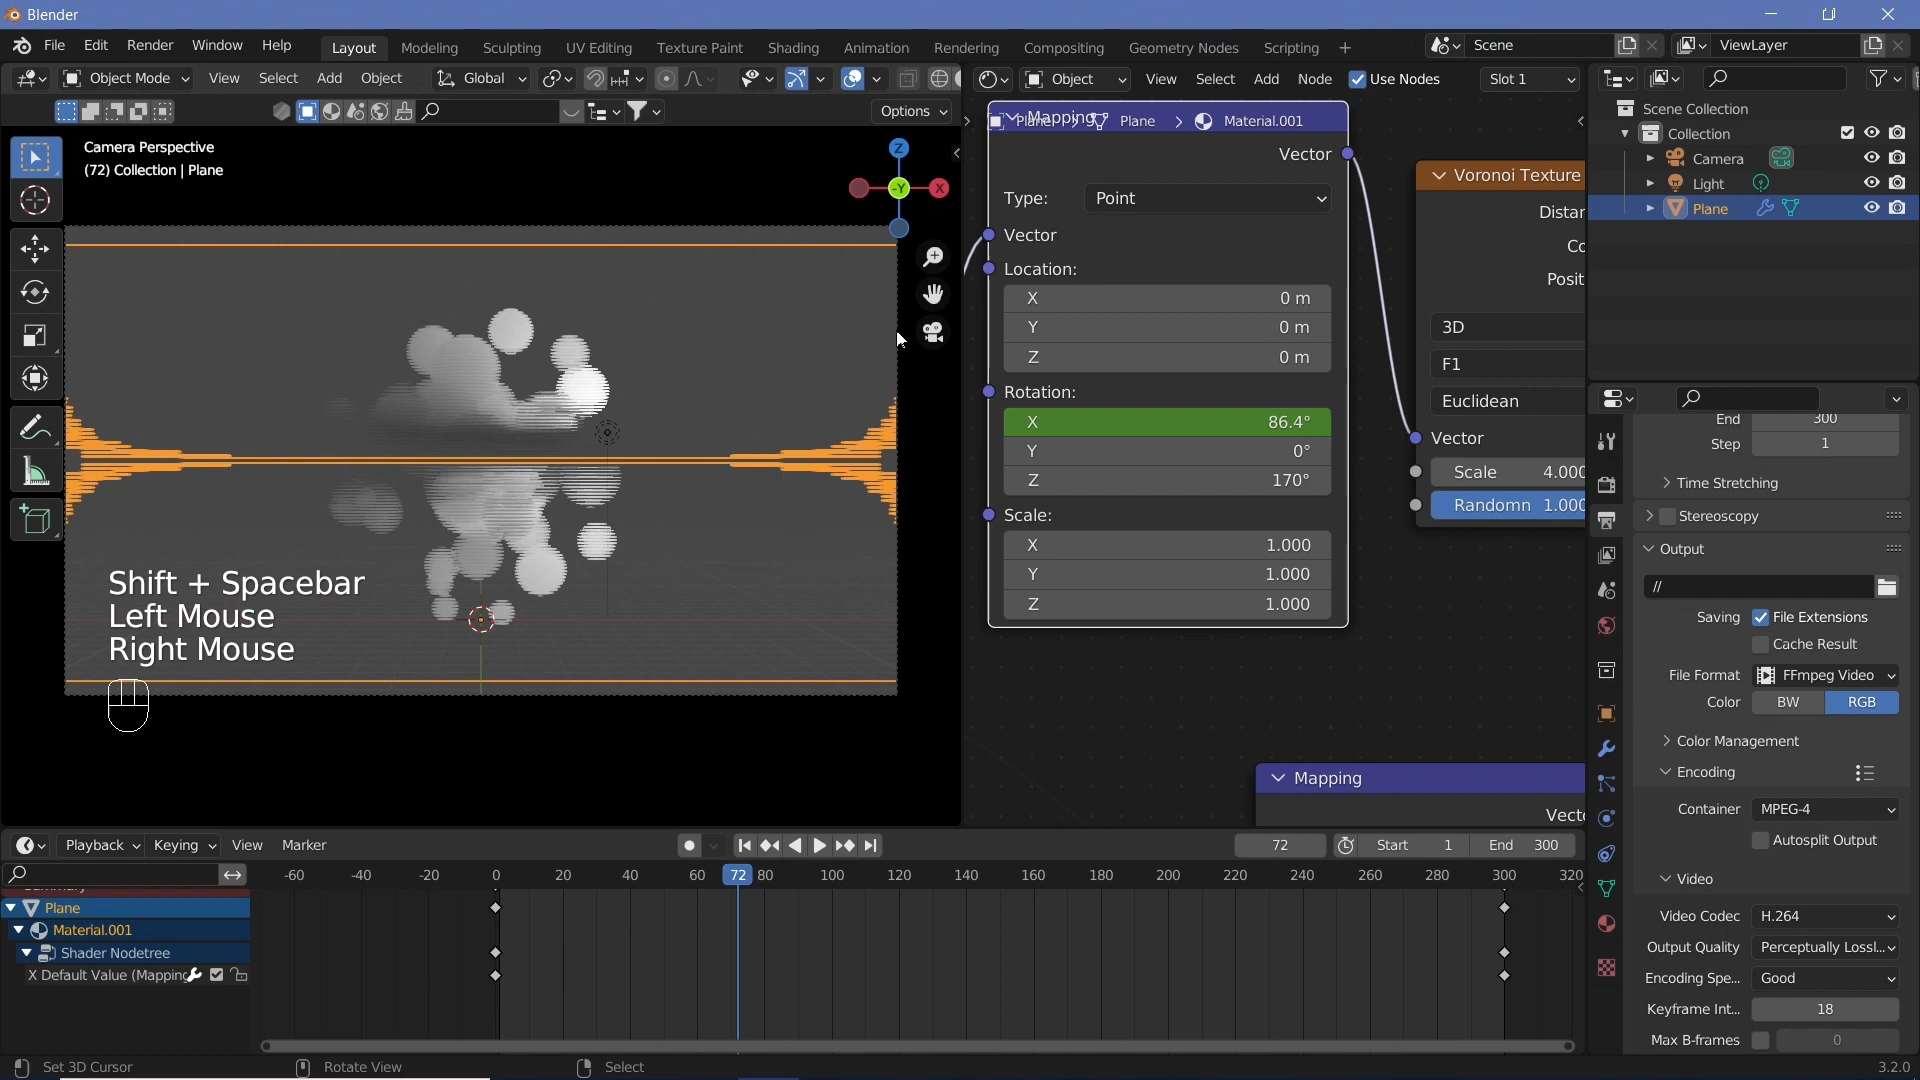 Blender
File Edit Render Window Help
Layout Modeling Sculpting UV Editing Texture Paint Shading Animation Rendering Compositing Geometry Nodes Scripting +
Scene
ViewLayer
Object Mode View Select Add Object Global
Object View Select Add Node Use Nodes Slot 1
Options
Camera Perspective
(72) Collection | Plane
Z
-Y
X
Shift + Spacebar
Left Mouse
Right Mouse
Mapping
Plane > Plane > Material.001
Vector
Type: Point
Vector
Location:
X 0 m
Y 0 m
Z 0 m
Rotation:
X 86.4°
Y 0°
Z 170°
Scale:
X 1.000
Y 1.000
Z 1.000
Voronoi Texture
Distar
Co
Posit
3D
F1
Euclidean
Vector
Scale 4.000
Randomn 1.000
Mapping
Vecto
Scene Collection
Collection
Camera
Light
Plane
End 300
Step 1
Time Stretching
Stereoscopy
Output
//
Saving File Extensions
Cache Result
File Format FFmpeg Video
Color BW RGB
Color Management
Encoding
Container MPEG-4
Autosplit Output
Video
Video Codec H.264
Output Quality Perceptually Lossl...
Encoding Spe... Good
Keyframe Int... 18
Max B-frames 0
Playback Keying View Marker
72 Start 1 End 300
-60 -40 -20 0 20 40 60 72 80 100 120 140 160 180 200 220 240 260 280 300 320
Summary
Plane
Material.001
Shader Nodetree
X Default Value (Mapping
Set 3D Cursor Rotate View Select 3.2.0